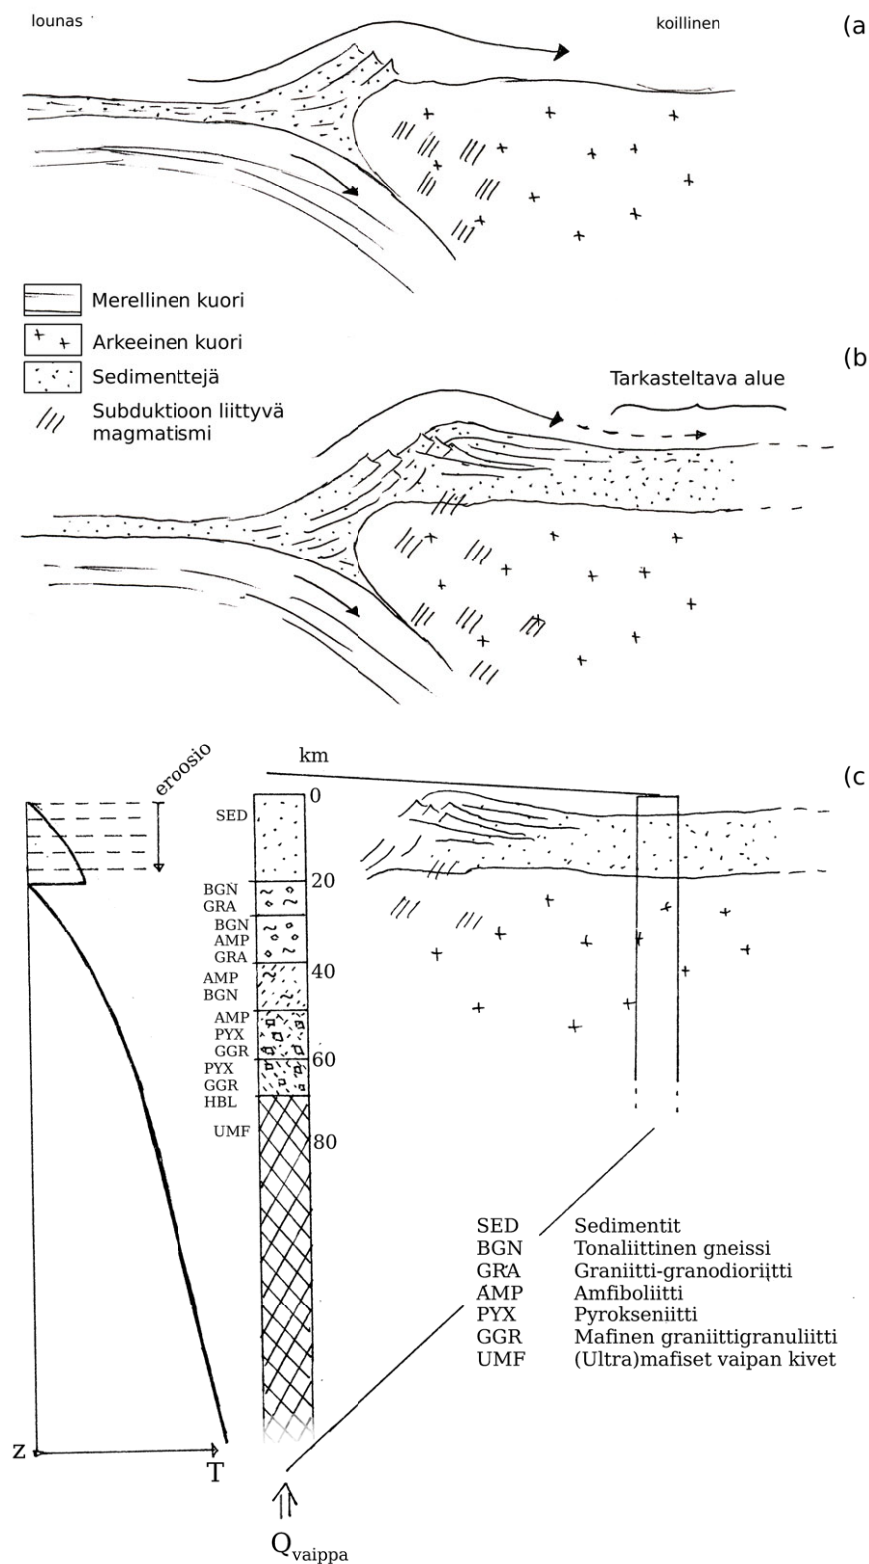 lounas
koillinen
(a
Merellinen kuori
Arkeeinen kuori
Sedimenttejä
Subduktioon liittyvä
magmatismi
(b
Tarkasteltava alue
(c
eroosio
km
0
SED
20
BGN
GRA
BGN
AMP
GRA
40
AMP
BGN
AMP
PYX
GGR
60
PYX
GGR
HBL
UMF
80
SED Sedimentit
BGN Tonaliittinen gneissi
GRA Graniitti-granodioriitti
AMP Amfiboliitti
PYX Pyrokseniitti
GGR Mafinen graniittigranuliitti
UMF (Ultra)mafiset vaipan kivet
z
T
Qvaippa